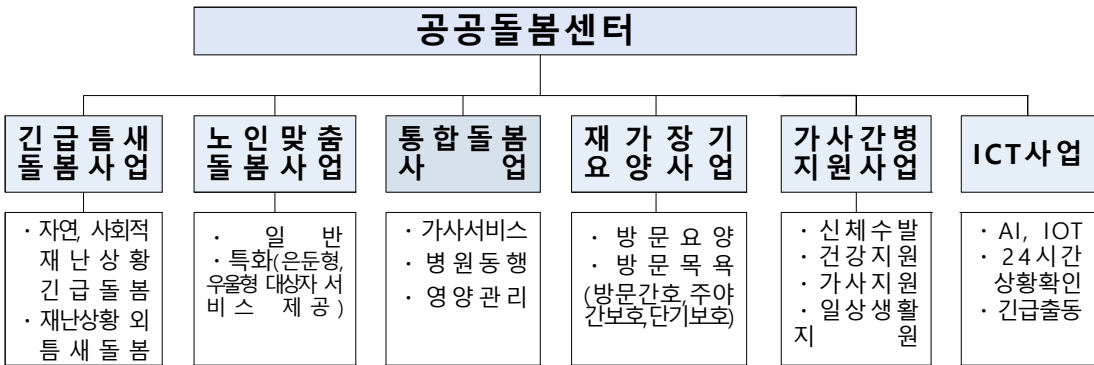 공공돌봄센터
긴급틈새
돌봄사업
노인맞춤
돌봄사업
통합돌봄
사 업
재가장기
요양사업
가사간병
지원사업
ICT사업
· 자연, 사회적
재난상황
긴급돌봄
· 재난상황 외
틈새돌봄
· 일 반
· 특화(은둔형,
우울형 대상자 서
비스 제공)
· 가사서비스
· 병원동행
· 영양관리
· 방문요양
· 방문목욕
(방문간호,주야
간보호,단기보호)
· 신체수발
· 건강지원
· 가사지원
· 일상생활
지 원
· AI, IOT
· 24시간
상황확인
· 긴급출동